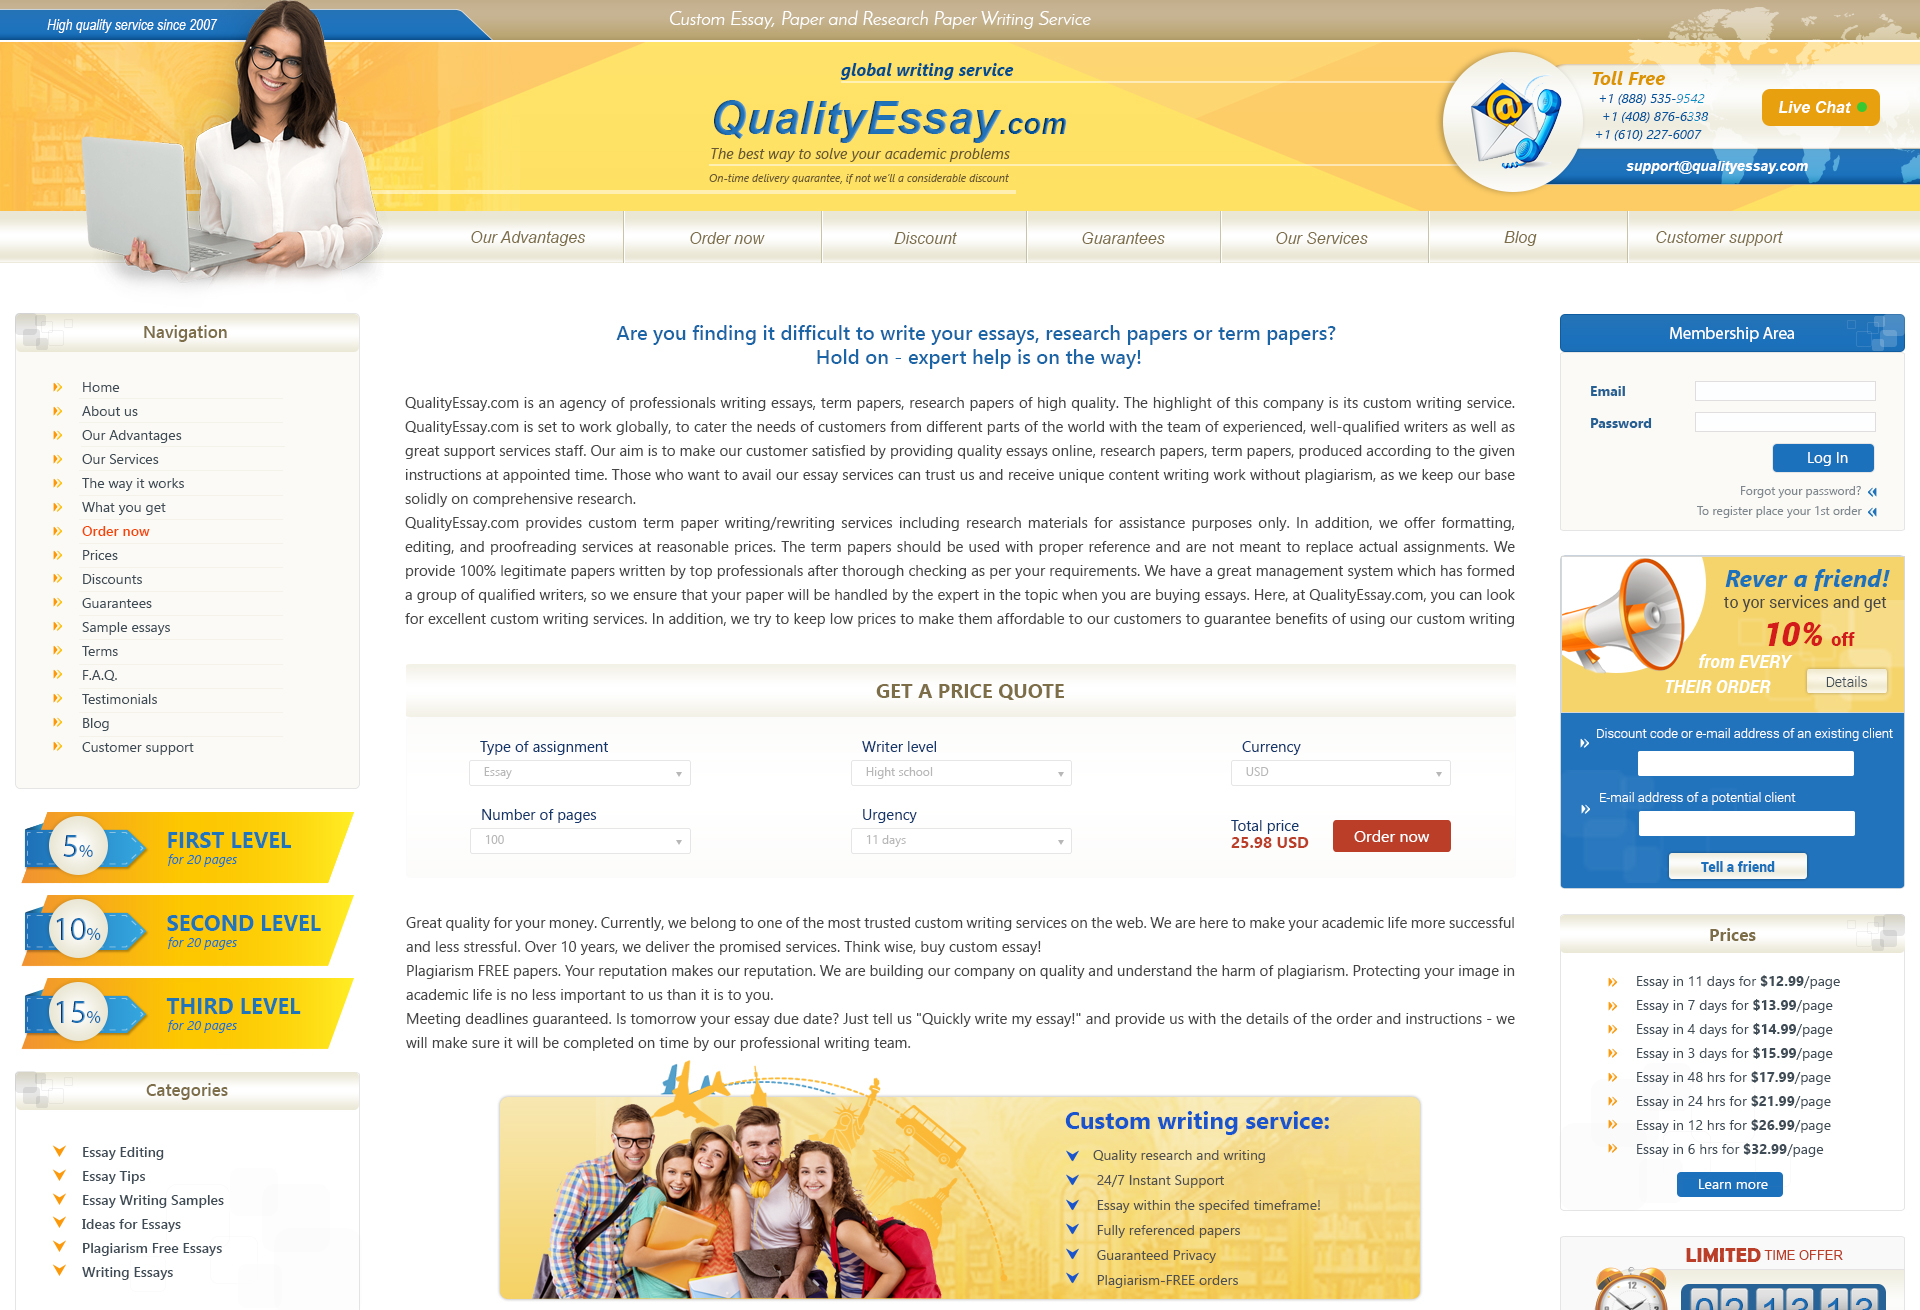 High quality service since 2007
Custom Essay, Paper and Research Paper Writing Service
global writing service
QualityEssay.com
The best way to solve your academic problems
On-time delivery quarantee, if not we'll a considerable discount
Toll Free
+1 (888) 535-9542
+1 (408) 876-6338
+1 (610) 227-6007
Live Chat
support@qualityessay.com
Our Advantages
Order now
Discount
Guarantees
Our Services
Blog
Customer support
Navigation
Home
About us
Our Advantages
Our Services
The way it works
What you get
Order now
Prices
Discounts
Guarantees
Sample essays
Terms
F.A.Q.
Testimonials
Blog
Customer support
5%
FIRST LEVEL
for 20 pages
10%
SECOND LEVEL
for 20 pages
15%
THIRD LEVEL
for 20 pages
Categories
Essay Editing
Essay Tips
Essay Writing Samples
Ideas for Essays
Plagiarism Free Essays
Writing Essays
Are you finding it difficult to write your essays, research papers or term papers?
Hold on - expert help is on the way!
QualityEssay.com is an agency of professionals writing essays, term papers, research papers of high quality. The highlight of this company is its custom writing service.
QualityEssay.com is set to work globally, to cater the needs of customers from different parts of the world with the team of experienced, well-qualified writers as well as
great support services staff. Our aim is to make our customer satisfied by providing quality essays online, research papers, term papers, produced according to the given
instructions at appointed time. Those who want to avail our essay services can trust us and receive unique content writing work without plagiarism, as we keep our base
solidly on comprehensive research.
QualityEssay.com provides custom term paper writing/rewriting services including research materials for assistance purposes only. In addition, we offer formatting,
editing, and proofreading services at reasonable prices. The term papers should be used with proper reference and are not meant to replace actual assignments. We
provide 100% legitimate papers written by top professionals after thorough checking as per your requirements. We have a great management system which has formed
a group of qualified writers, so we ensure that your paper will be handled by the expert in the topic when you are buying essays. Here, at QualityEssay.com, you can look
for excellent custom writing services. In addition, we try to keep low prices to make them affordable to our customers to guarantee benefits of using our custom writing
GET A PRICE QUOTE
Type of assignment
Essay
Writer level
Hight school
Currency
USD
Number of pages
100
Urgency
11 days
Total price
25.98 USD
Order now
Great quality for your money. Currently, we belong to one of the most trusted custom writing services on the web. We are here to make your academic life more successful
and less stressful. Over 10 years, we deliver the promised services. Think wise, buy custom essay!
Plagiarism FREE papers. Your reputation makes our reputation. We are building our company on quality and understand the harm of plagiarism. Protecting your image in
academic life is no less important to us than it is to you.
Meeting deadlines guaranteed. Is tomorrow your essay due date? Just tell us "Quickly write my essay!" and provide us with the details of the order and instructions - we
will make sure it will be completed on time by our professional writing team.
Custom writing service:
Quality research and writing
24/7 Instant Support
Essay within the specifed timeframe!
Fully referenced papers
Guaranteed Privacy
Plagiarism-FREE orders
Membership Area
Email
Password
Log In
Forgot your password?
To register place your 1st order
Rever a friend!
to yor services and get
10% off
from EVERY
THEIR ORDER
Details
Discount code or e-mail address of an existing client
E-mail address of a potential client
Tell a friend
Prices
Essay in 11 days for $12.99/page
Essay in 7 days for $13.99/page
Essay in 4 days for $14.99/page
Essay in 3 days for $15.99/page
Essay in 48 hrs for $17.99/page
Essay in 24 hrs for $21.99/page
Essay in 12 hrs for $26.99/page
Essay in 6 hrs for $32.99/page
Learn more
LIMITED TIME OFFER
12